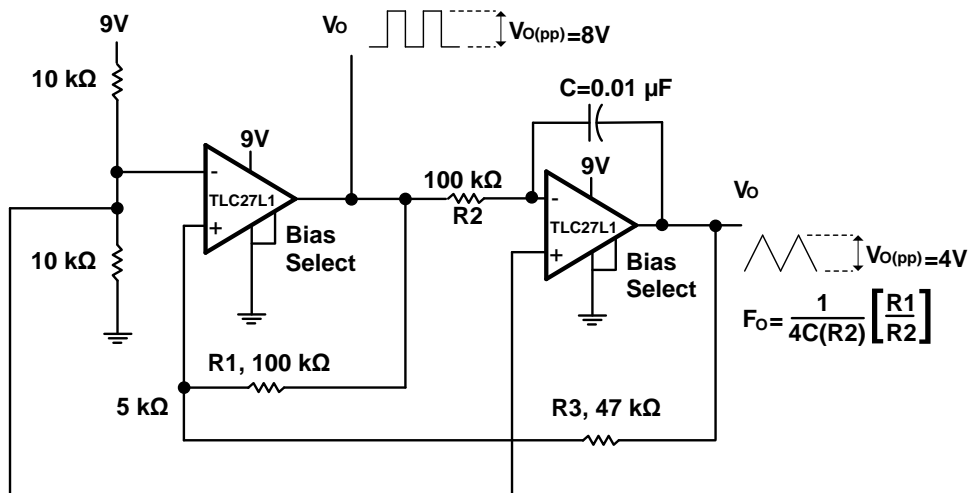 9V
10 kΩ
10 kΩ
9V
-
TLC27L1
+
Bias
Select
VO
VO(pp)=8V
R1, 100 kΩ
5 kΩ
100 kΩ
R2
C=0.01 µF
9V
-
TLC27L1
+
Bias
Select
VO
VO(pp)=4V
FO= 1 / 4C(R2) [R1 / R2]
R3, 47 kΩ